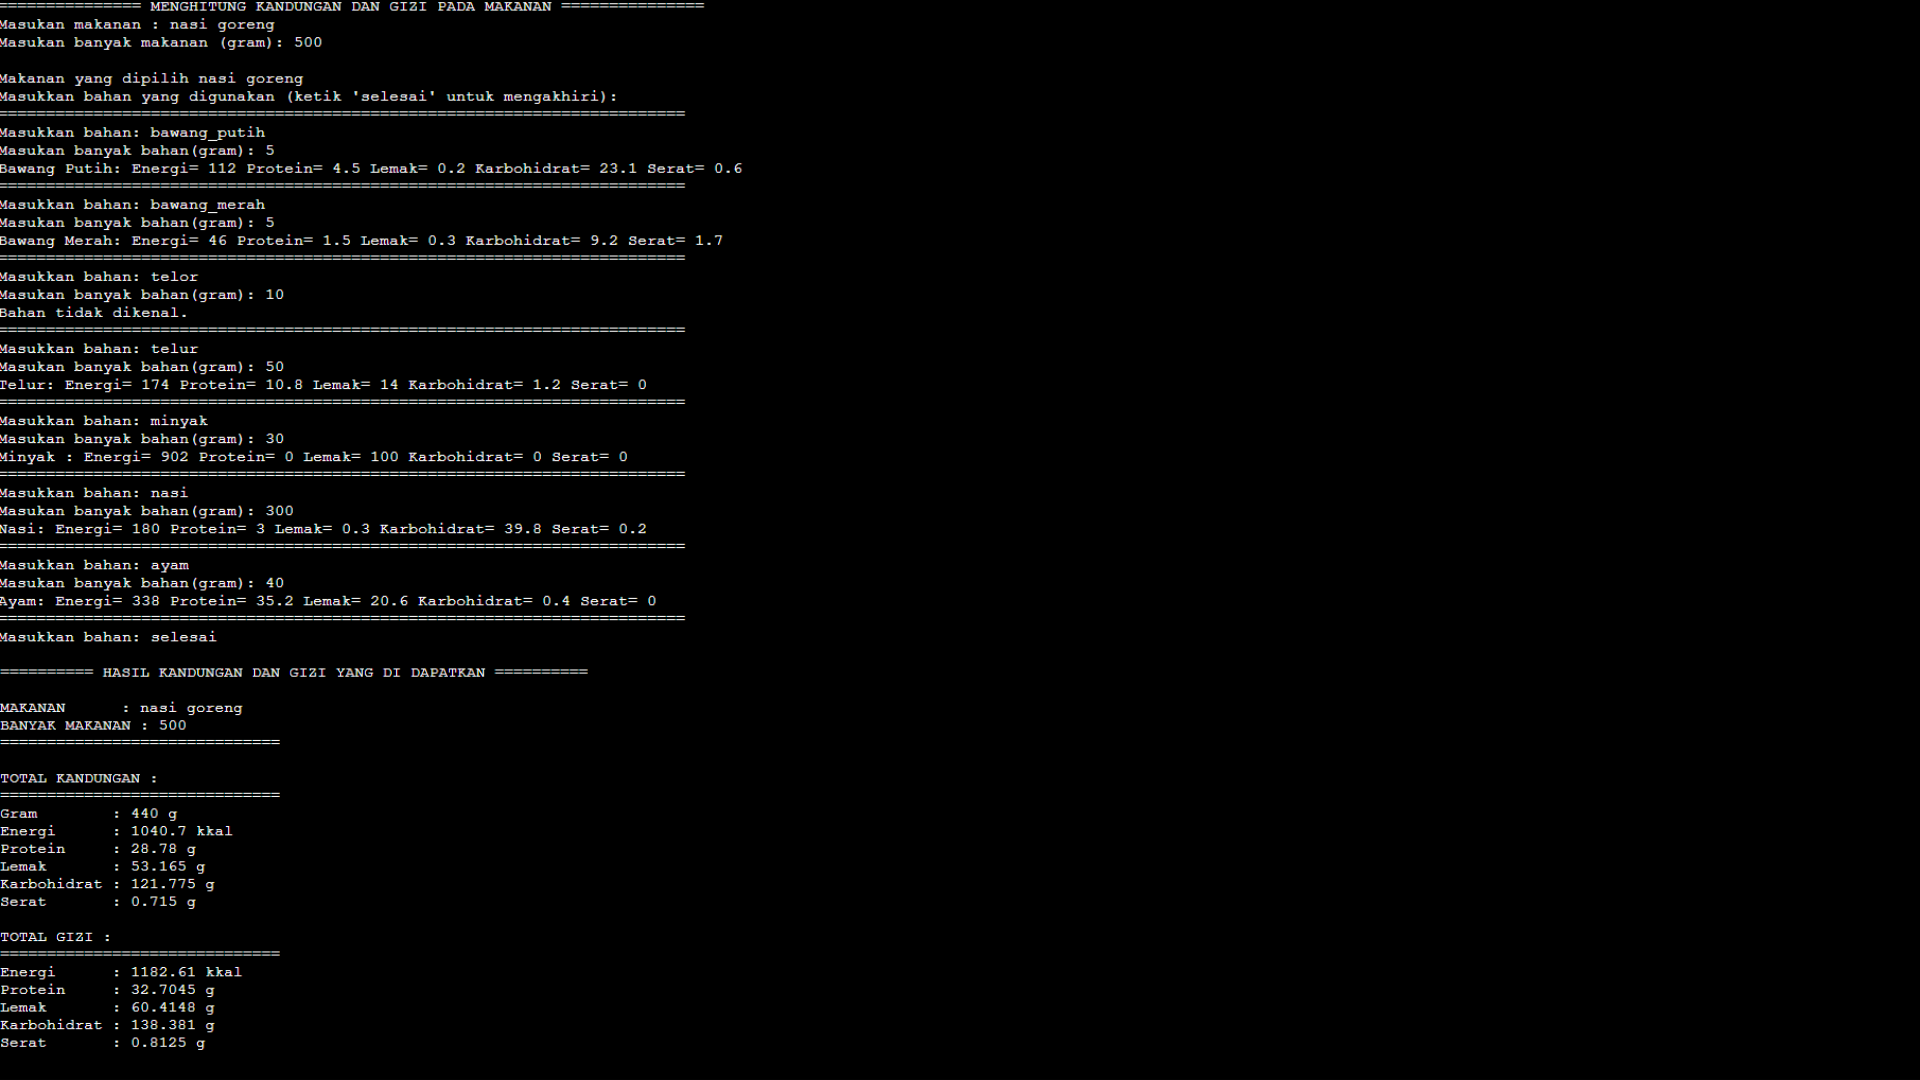 =============== MENGHITUNG KANDUNGAN DAN GIZI PADA MAKANAN ===============
Masukan makanan : nasi goreng
Masukan banyak makanan (gram): 500
Makanan yang dipilih nasi goreng
Masukkan bahan yang digunakan (ketik 'selesai' untuk mengakhiri):
========================================================================
Masukkan bahan: bawang_putih
Masukan banyak bahan(gram): 5
Bawang Putih: Energi= 112 Protein= 4.5 Lemak= 0.2 Karbohidrat= 23.1 Serat= 0.6
========================================================================
Masukkan bahan: bawang_merah
Masukan banyak bahan(gram): 5
Bawang Merah: Energi= 46 Protein= 1.5 Lemak= 0.3 Karbohidrat= 9.2 Serat= 1.7
========================================================================
Masukkan bahan: telor
Masukan banyak bahan(gram): 10
Bahan tidak dikenal.
========================================================================
Masukkan bahan: telur
Masukan banyak bahan(gram): 50
Telur: Energi= 174 Protein= 10.8 Lemak= 14 Karbohidrat= 1.2 Serat= 0
========================================================================
Masukkan bahan: minyak
Masukan banyak bahan(gram): 30
Minyak : Energi= 902 Protein= 0 Lemak= 100 Karbohidrat= 0 Serat= 0
========================================================================
Masukkan bahan: nasi
Masukan banyak bahan(gram): 300
Nasi: Energi= 180 Protein= 3 Lemak= 0.3 Karbohidrat= 39.8 Serat= 0.2
========================================================================
Masukkan bahan: ayam
Masukan banyak bahan(gram): 40
Ayam: Energi= 338 Protein= 35.2 Lemak= 20.6 Karbohidrat= 0.4 Serat= 0
========================================================================
Masukkan bahan: selesai
========== HASIL KANDUNGAN DAN GIZI YANG DI DAPATKAN ==========
MAKANAN      : nasi goreng
BANYAK MAKANAN : 500
==============================
TOTAL KANDUNGAN :
==============================
Gram        : 440 g
Energi      : 1040.7 kkal
Protein     : 28.78 g
Lemak       : 53.165 g
Karbohidrat : 121.775 g
Serat       : 0.715 g
TOTAL GIZI :
==============================
Energi      : 1182.61 kkal
Protein     : 32.7045 g
Lemak       : 60.4148 g
Karbohidrat : 138.381 g
Serat       : 0.8125 g